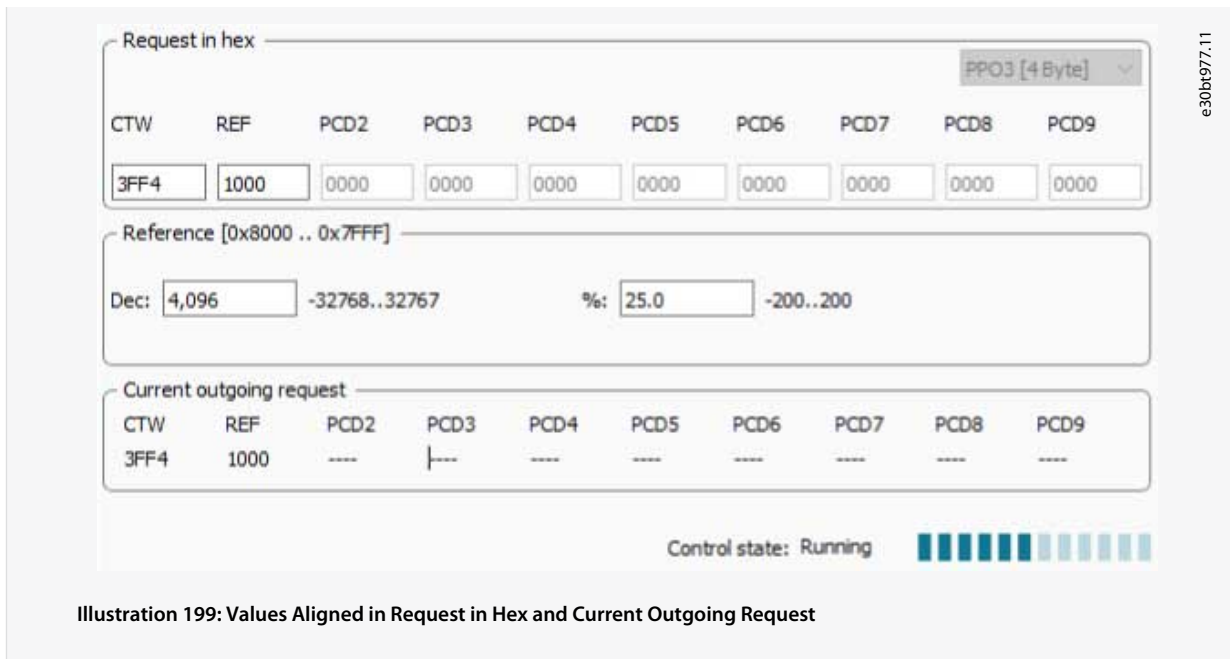 Request in hex
PPO3 [4 Byte]
CTW REF PCD2 PCD3 PCD4 PCD5 PCD6 PCD7 PCD8 PCD9
3FF4 1000 0000 0000 0000 0000 0000 0000 0000 0000
Reference [0x8000 .. 0x7FFF]
Dec: 4,096 -32768..32767 %: 25.0 -200..200
Current outgoing request
CTW REF PCD2 PCD3 PCD4 PCD5 PCD6 PCD7 PCD8 PCD9
3FF4 1000 ---- ---- ---- ---- ---- ---- ---- ----
Control state: Running
e30bt977.11
Illustration 199: Values Aligned in Request in Hex and Current Outgoing Request